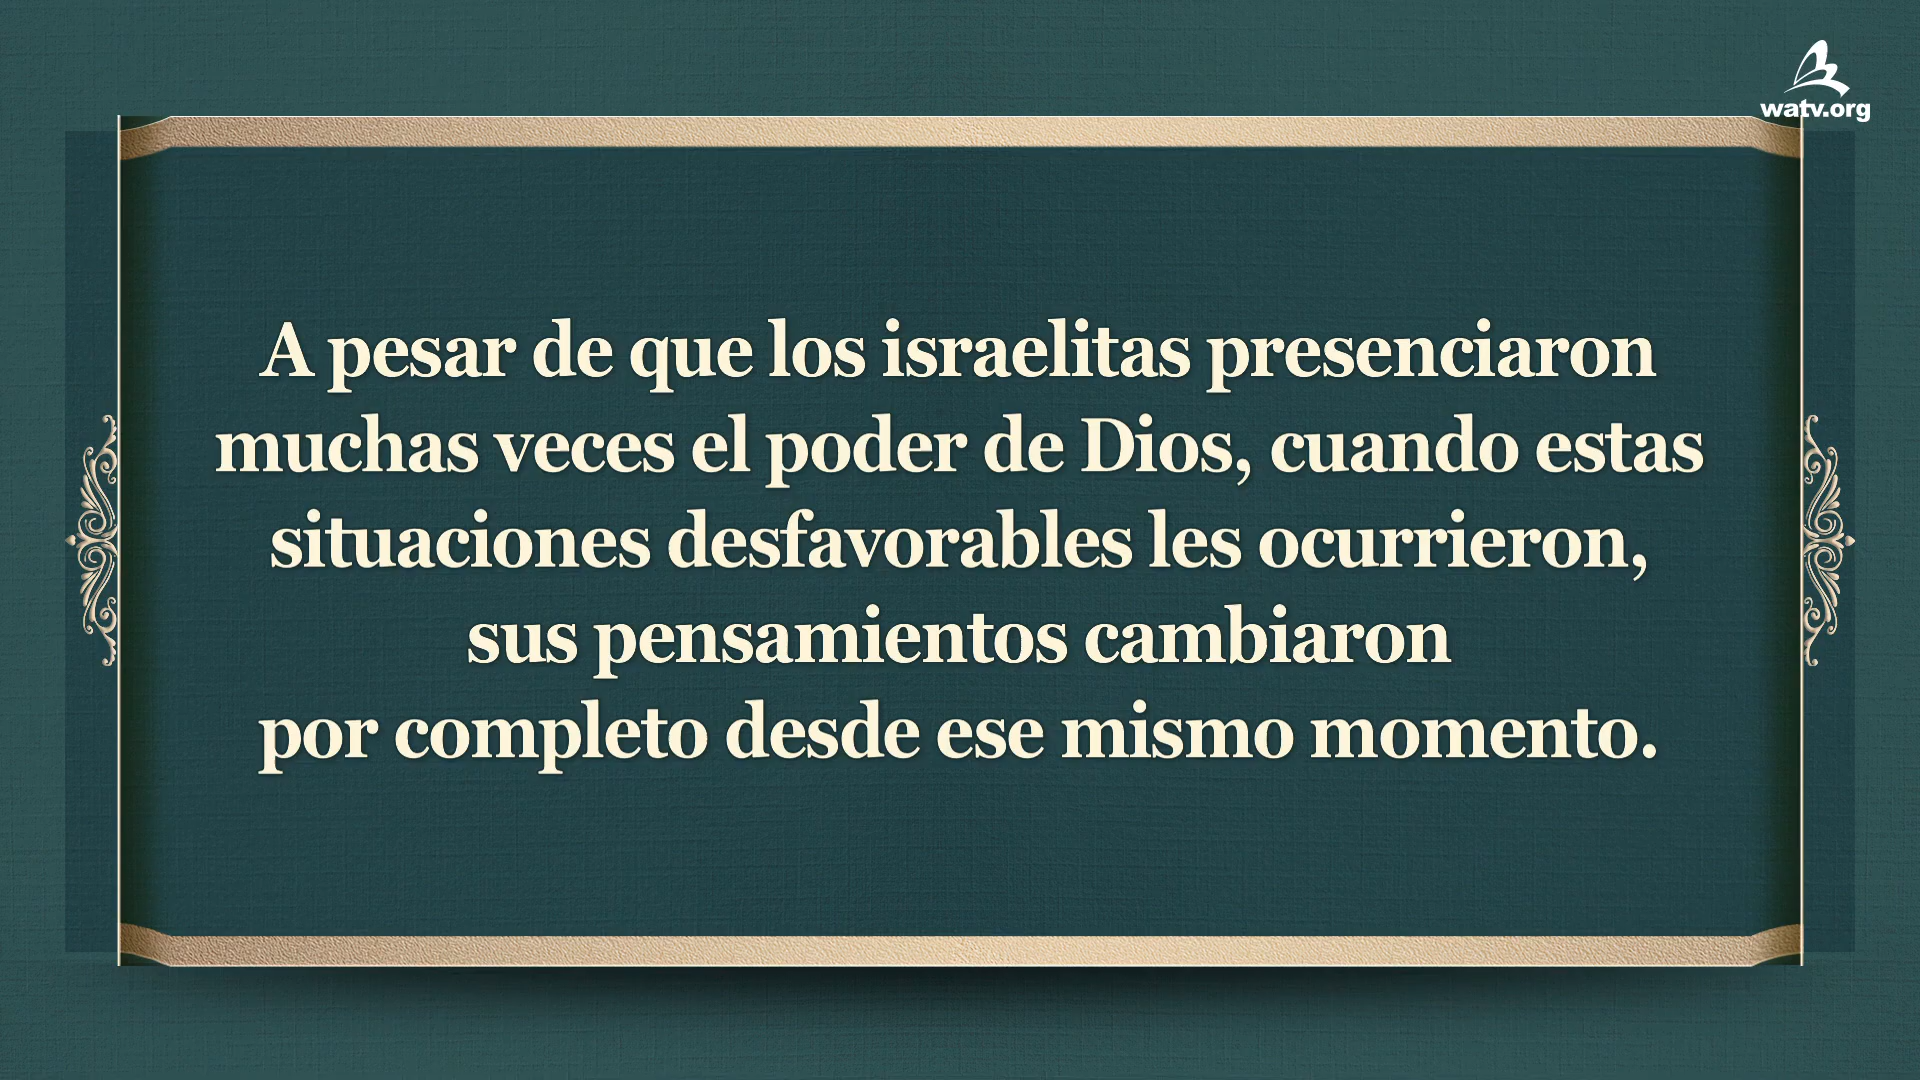 watv.org
A pesar de que los israelitas presenciaron
muchas veces el poder de Dios, cuando estas
situaciones desfavorables les ocurrieron,
sus pensamientos cambiaron
por completo desde ese mismo momento.